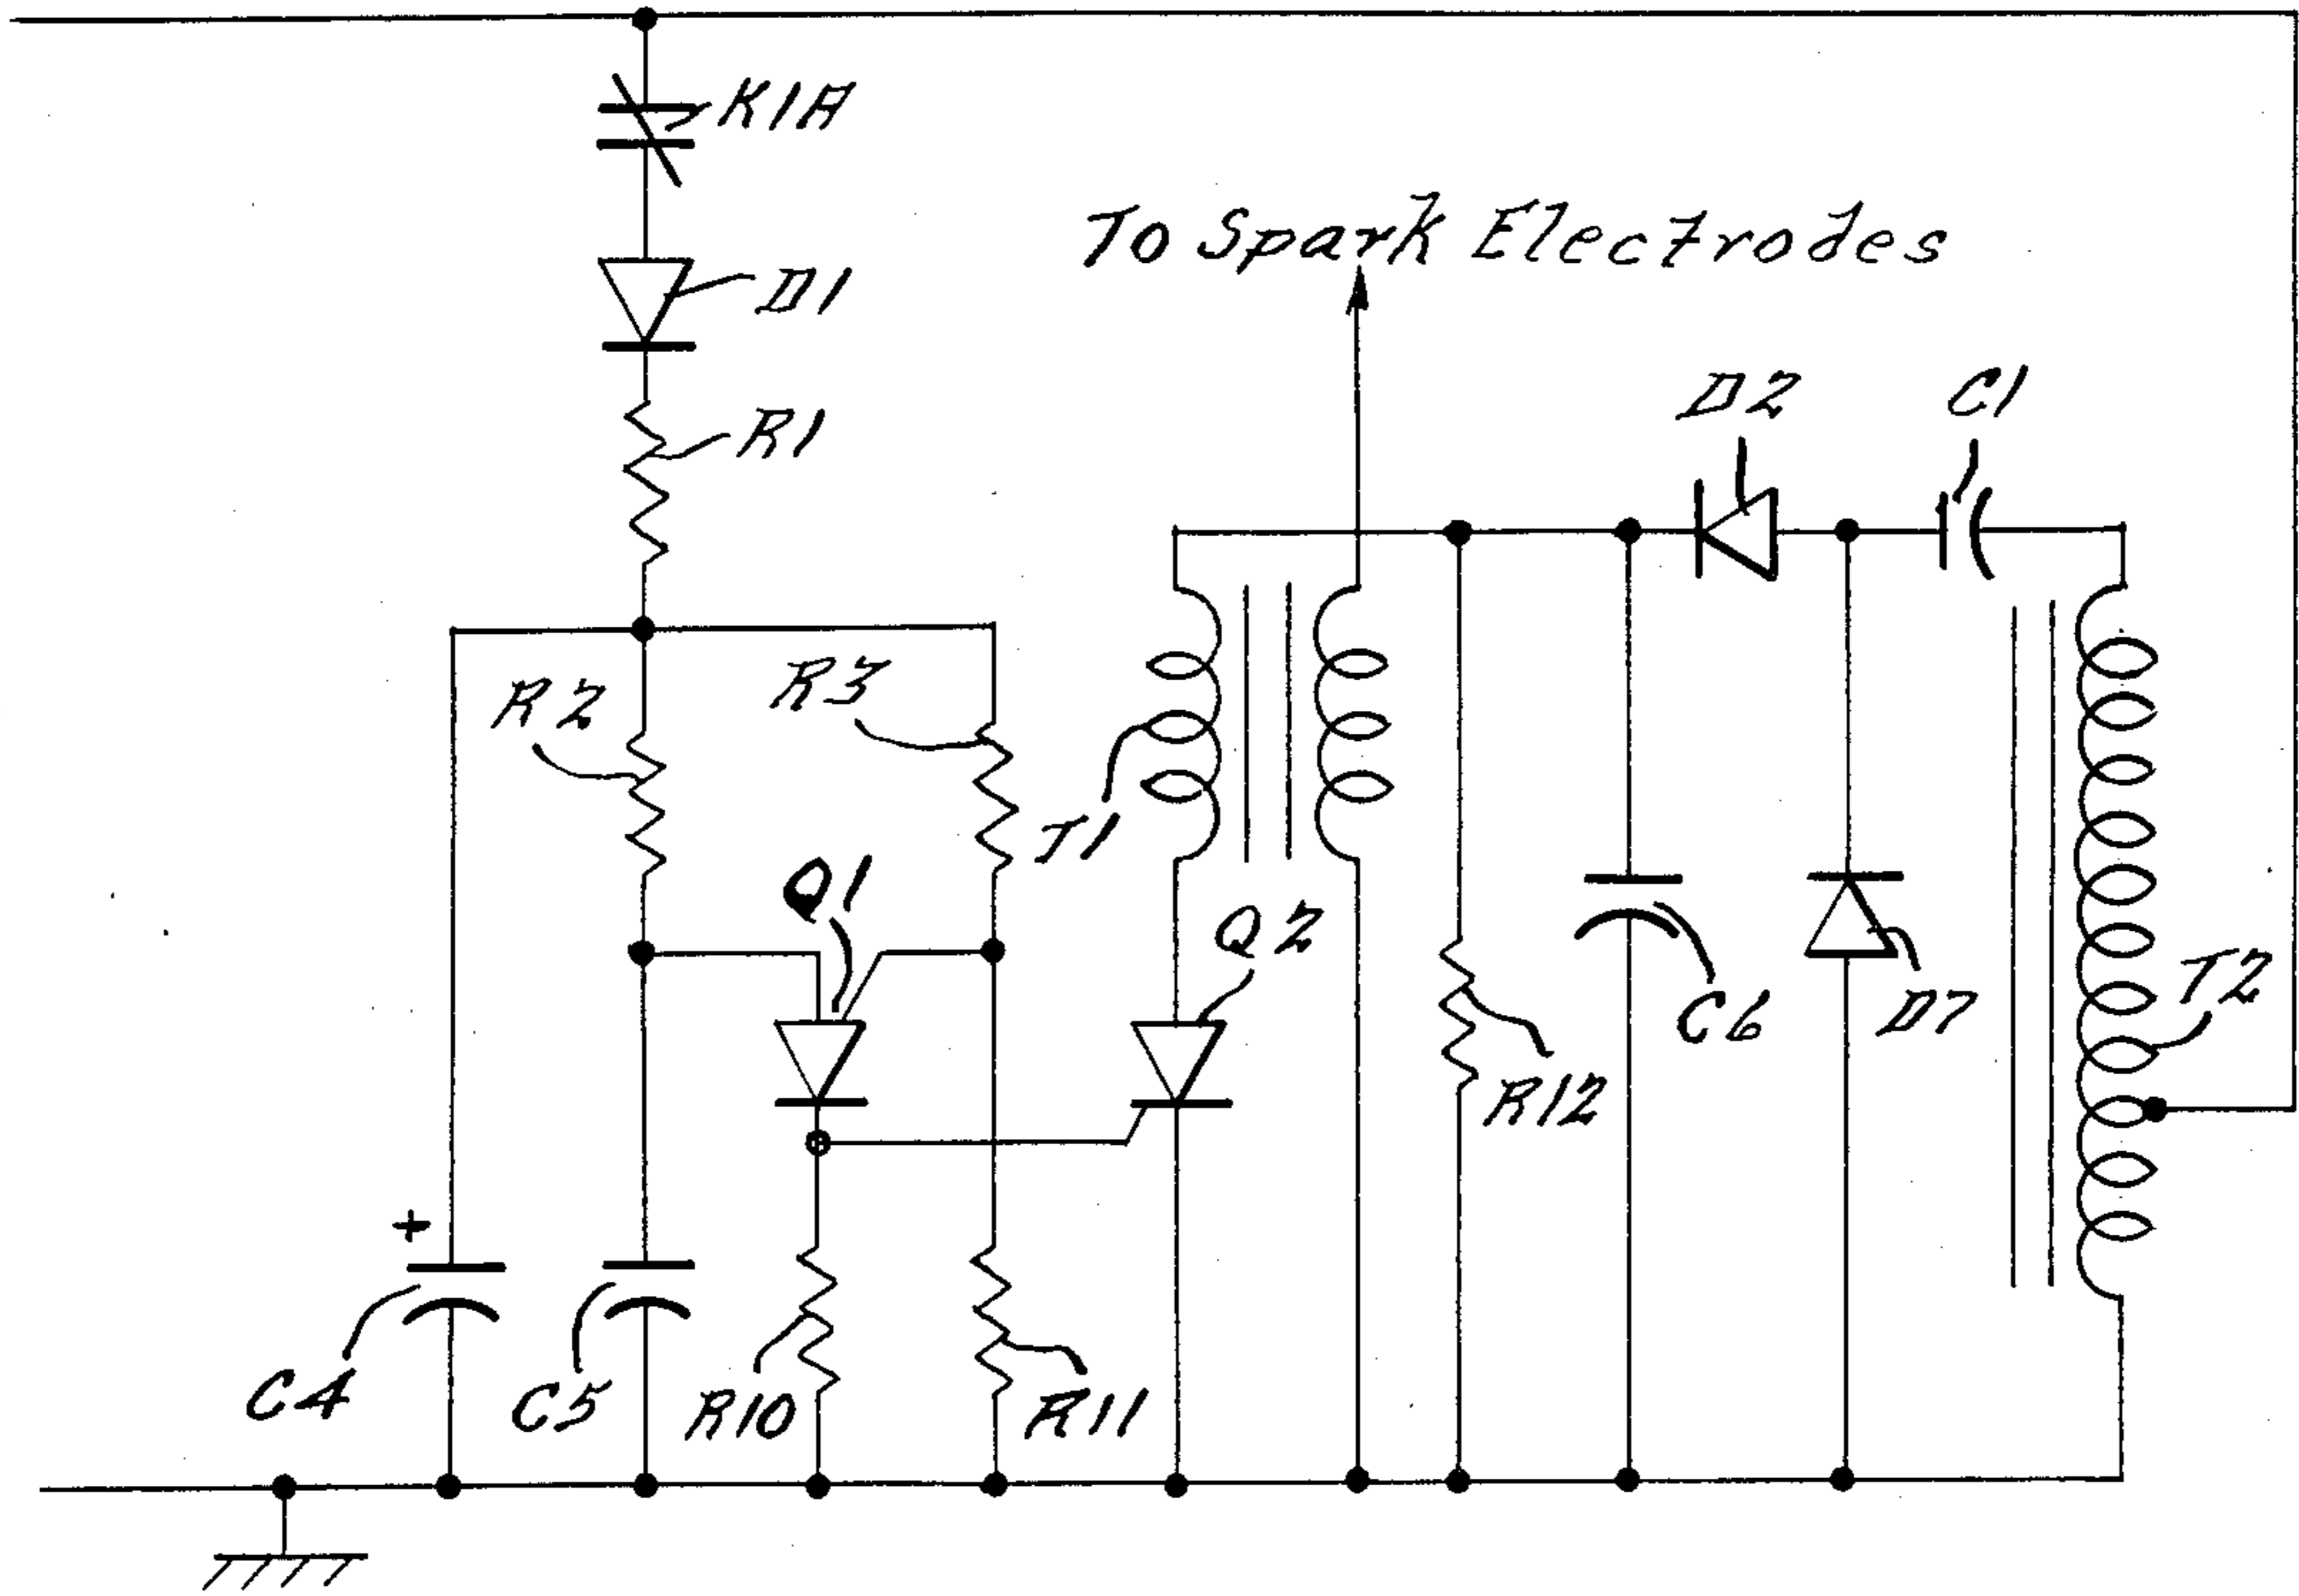 K1A
To Spark Electrodes
D1
D2
C1
R1
R2
R3
T1
Q1
Q2
T2
C6
D7
R12
+
C4
C5
R10
R11